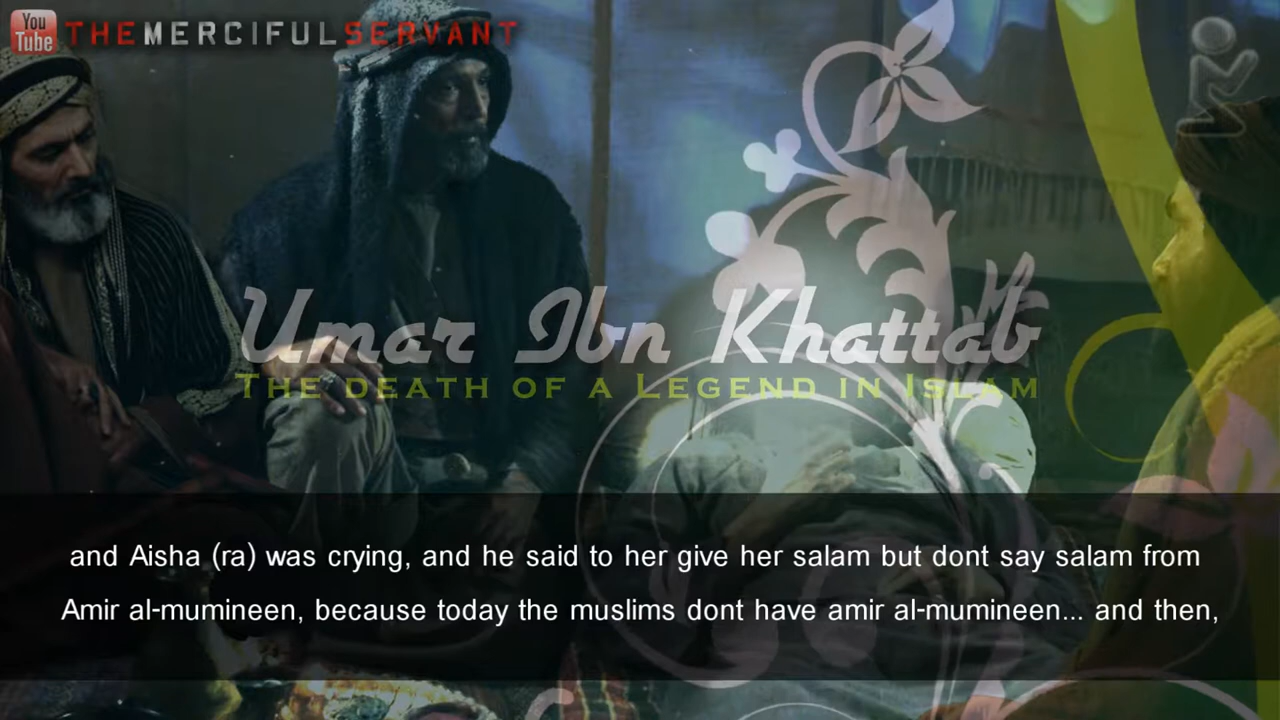 You
Tube
THEMERCIFULSERVANT
Umar Ibn Khattab
The death of a Legend in Islam
and Aisha (ra) was crying, and he said to her give her salam but dont say salam from
Amir al-mumineen, because today the muslims dont have amir al-mumineen... and then,